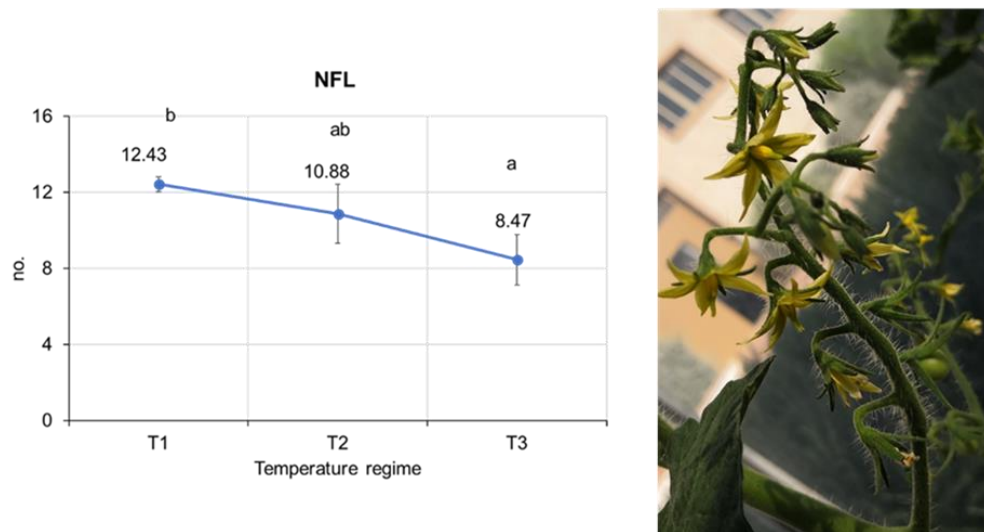 NFL
16
12
8
4
0
no.
b
ab
a
12.43
10.88
8.47
T1 T2 T3
Temperature regime